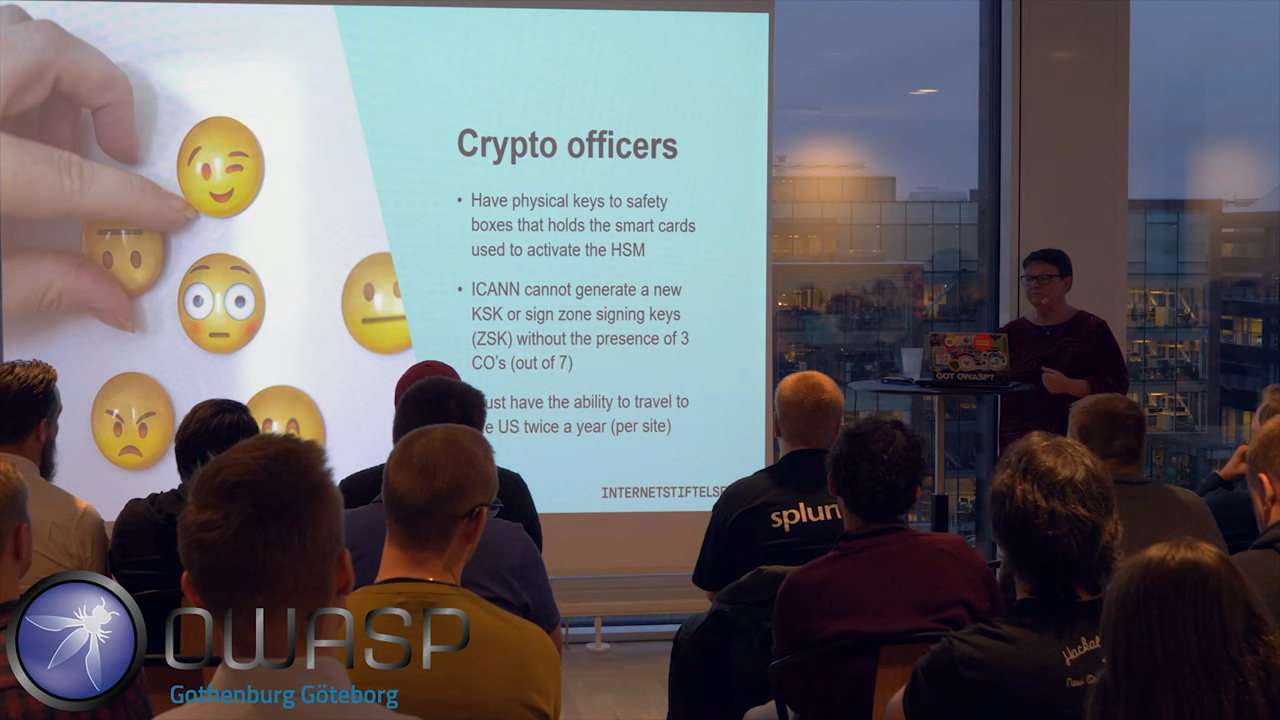 Crypto officers
• Have physical keys to safety
boxes that holds the smart cards
used to activate the HSM
• ICANN cannot generate a new
KSK or sign zone signing keys
(ZSK) without the presence of 3
CO's (out of 7)
ust have the ability to travel to
e US twice a year (per site)
INTERNETSTIFTELSE
GOT OWASP?
splun
OWASP
Gothenburg Göteborg